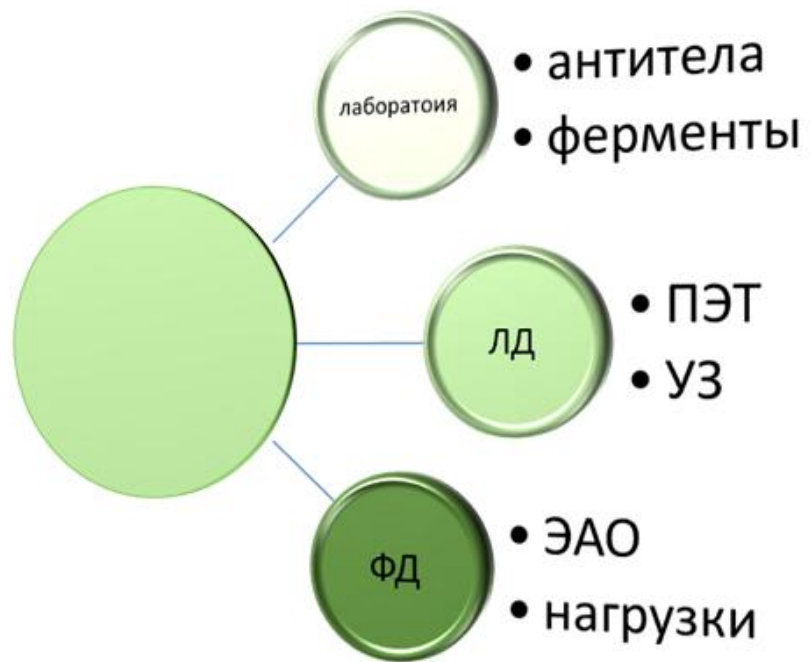 лаборатоия
• антитела
• ферменты
ЛД
• ПЭТ
• УЗ
ФД
• ЭАО
• нагрузки